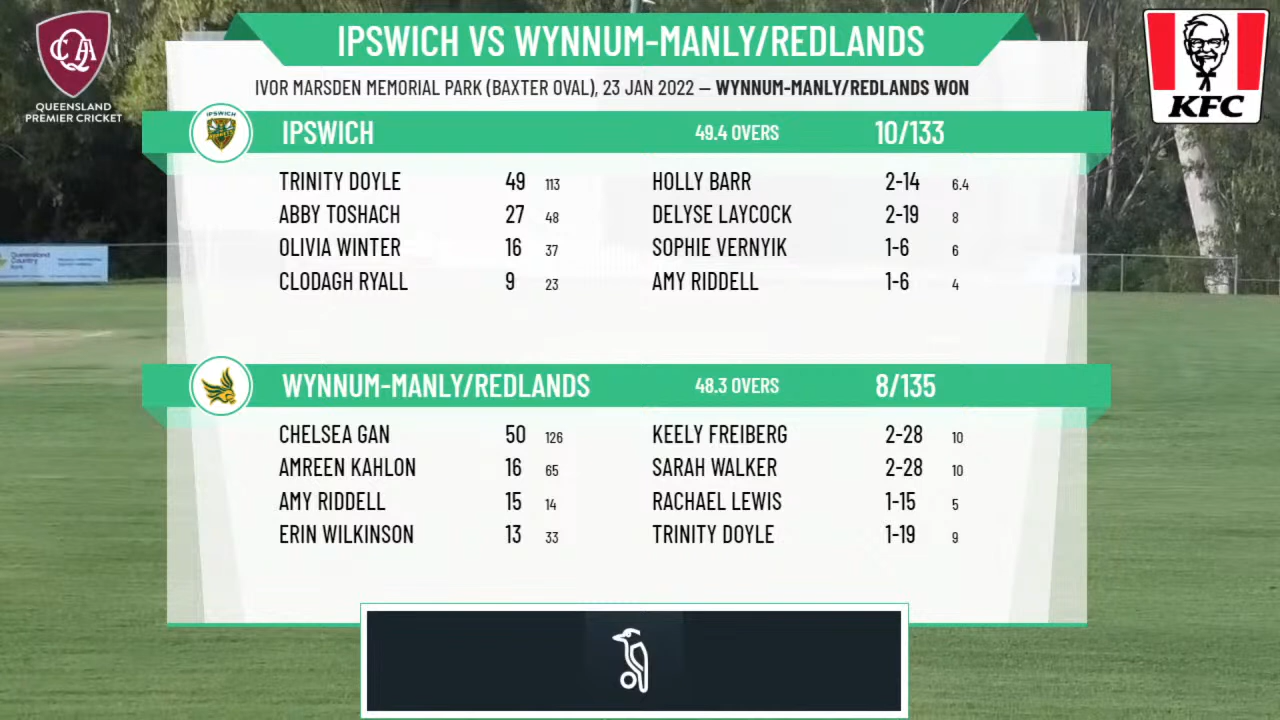 IPSWICH VS WYNNUM-MANLY/REDLANDS
IVOR MARSDEN MEMORIAL PARK (BAXTER OVAL), 23 JAN 2022 – WYNNUM-MANLY/REDLANDS WON
CQA
QUEENSLAND
PREMIER CRICKET
KFC
IPSWICH
IPSWICH 49.4 OVERS 10/133
TRINITY DOYLE 49 113 HOLLY BARR 2-14 6.4
ABBY TOSHACH 27 48 DELYSE LAYCOCK 2-19 8
OLIVIA WINTER 16 37 SOPHIE VERNYIK 1-6 6
CLODAGH RYALL 9 23 AMY RIDDELL 1-6 4
Queensland
Country
Bank
WYNNUM-MANLY/REDLANDS 48.3 OVERS 8/135
CHELSEA GAN 50 126 KEELY FREIBERG 2-28 10
AMREEN KAHLON 16 65 SARAH WALKER 2-28 10
AMY RIDDELL 15 14 RACHAEL LEWIS 1-15 5
ERIN WILKINSON 13 33 TRINITY DOYLE 1-19 9